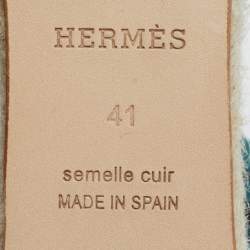 HERMÈS
41
semelle cuir
MADE IN SPAIN